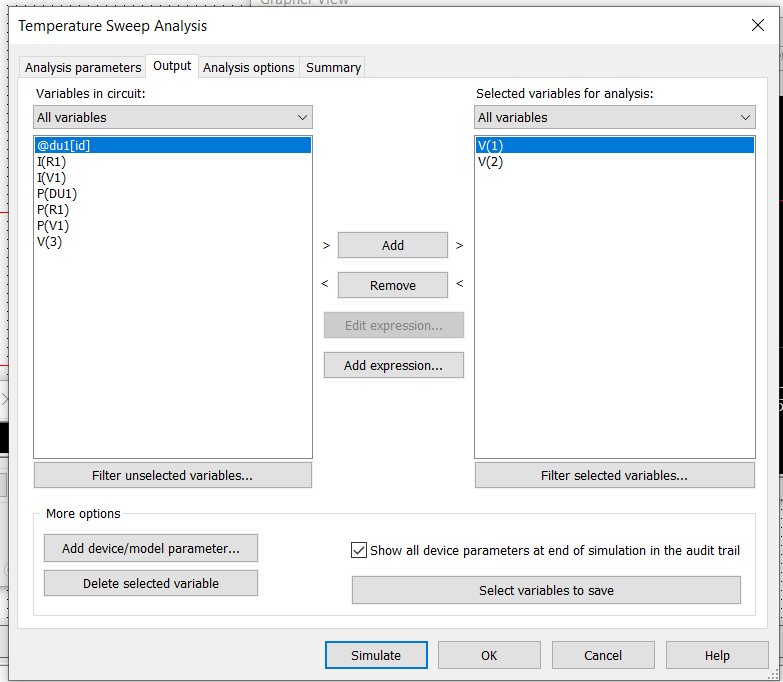 Grapher View
Temperature Sweep Analysis
Analysis parameters
Output
Analysis options
Summary
Variables in circuit:
All variables
@du1[id]
I(R1)
I(V1)
P(DU1)
P(R1)
P(V1)
V(3)
> Add >
< Remove <
Edit expression...
Add expression...
Selected variables for analysis:
All variables
V(1)
V(2)
Filter unselected variables...
Filter selected variables...
More options
Add device/model parameter...
Delete selected variable
Show all device parameters at end of simulation in the audit trail
Select variables to save
Simulate
OK
Cancel
Help